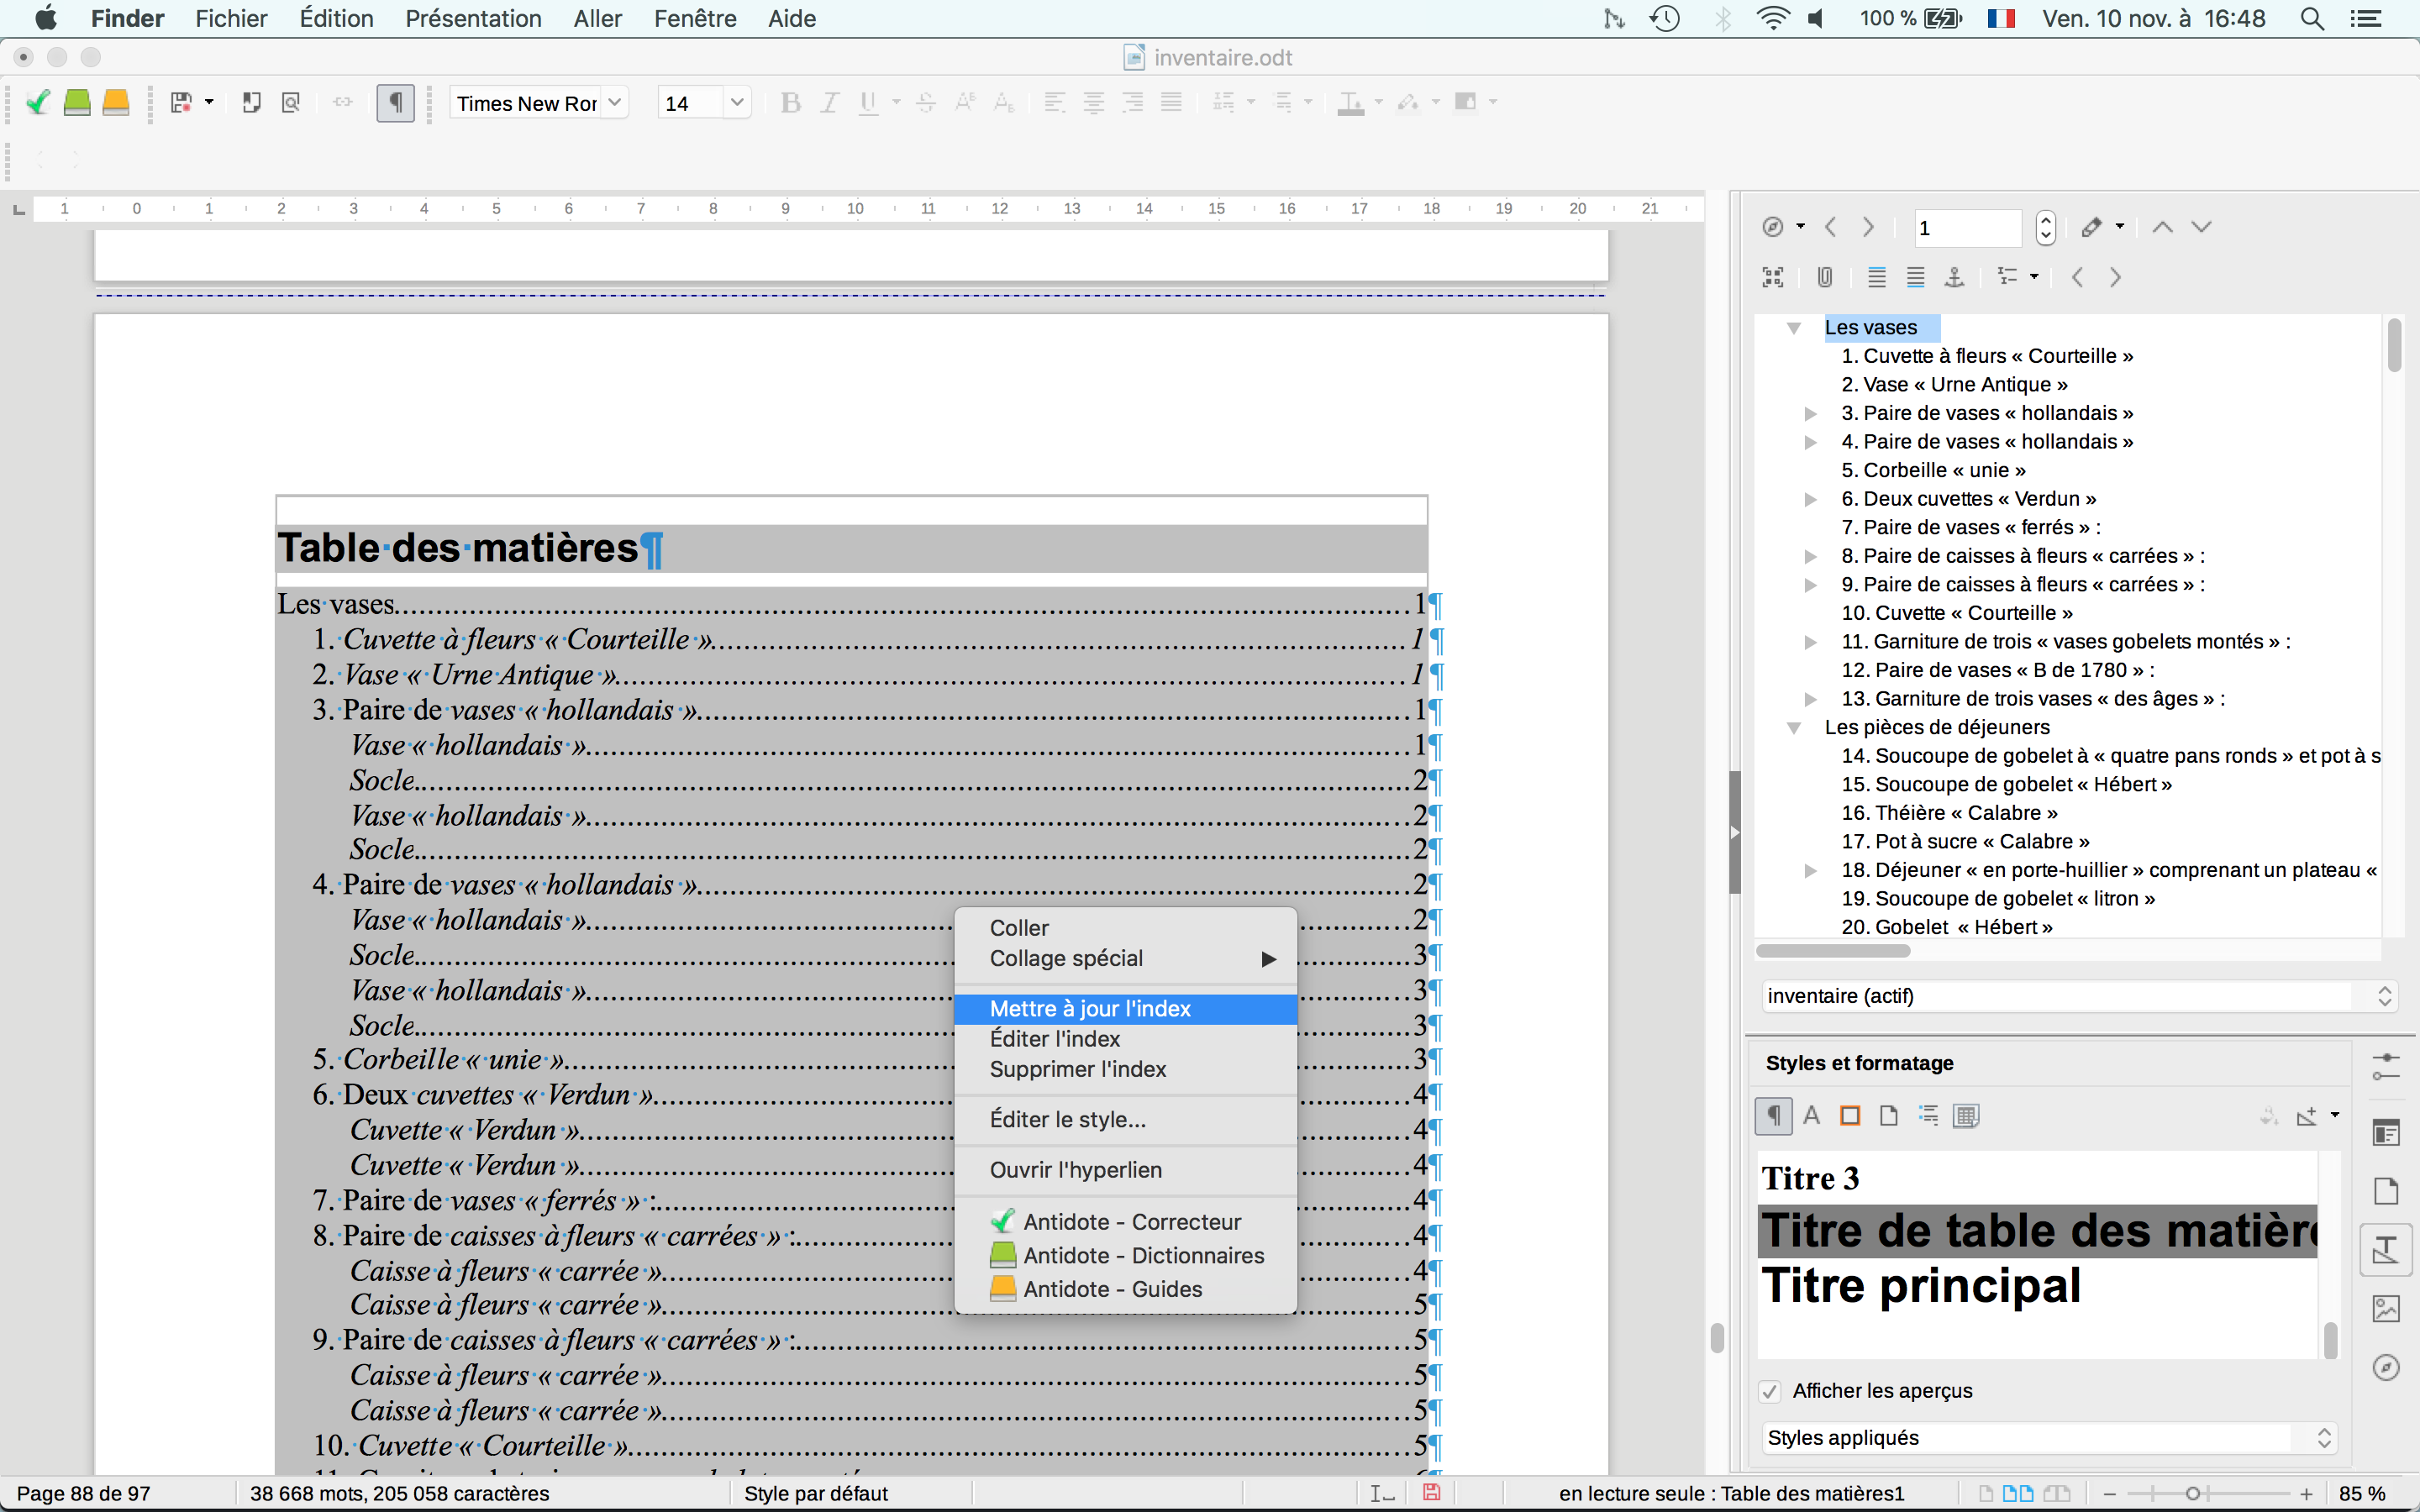 Finder Fichier Édition Présentation Aller Fenêtre Aide 100 % Ven. 10 nov. à 16:48
inventaire.odt
Times New Ror 14
1 0 1 2 3 4 5 6 7 8 9 10 11 12 13 14 15 16 17 18 19 20 21
Table des matières¶
Les vases 1¶
1. Cuvette à fleurs « Courteille » 1¶
2. Vase « Urne Antique » 1¶
3. Paire de vases « hollandais » 1¶
Vase « hollandais » 1¶
Socle 2¶
Vase « hollandais » 2¶
Socle 2¶
4. Paire de vases « hollandais » 2¶
Vase « hollandais » 2¶
Socle 3¶
Vase « hollandais » 3¶
Socle 3¶
5. Corbeille « unie » 3¶
6. Deux cuvettes « Verdun » 4¶
Cuvette « Verdun » 4¶
Cuvette « Verdun » 4¶
7. Paire de vases « ferrés » : 4¶
8. Paire de caisses à fleurs « carrées » : 4¶
Caisse à fleurs « carrée » 4¶
Caisse à fleurs « carrée » 5¶
9. Paire de caisses à fleurs « carrées » : 5¶
Caisse à fleurs « carrée » 5¶
Caisse à fleurs « carrée » 5¶
10. Cuvette « Courteille » 5¶
Coller
Collage spécial
Mettre à jour l'index
Éditer l'index
Supprimer l'index
Éditer le style...
Ouvrir l'hyperlien
Antidote - Correcteur
Antidote - Dictionnaires
Antidote - Guides
1
Les vases
1. Cuvette à fleurs « Courteille »
2. Vase « Urne Antique »
3. Paire de vases « hollandais »
4. Paire de vases « hollandais »
5. Corbeille « unie »
6. Deux cuvettes « Verdun »
7. Paire de vases « ferrés » :
8. Paire de caisses à fleurs « carrées » :
9. Paire de caisses à fleurs « carrées » :
10. Cuvette « Courteille »
11. Garniture de trois « vases gobelets montés » :
12. Paire de vases « B de 1780 » :
13. Garniture de trois vases « des âges » :
Les pièces de déjeuners
14. Soucoupe de gobelet à « quatre pans ronds » et pot à s
15. Soucoupe de gobelet « Hébert »
16. Théière « Calabre »
17. Pot à sucre « Calabre »
18. Déjeuner « en porte-huillier » comprenant un plateau «
19. Soucoupe de gobelet « litron »
20. Gobelet « Hébert »
inventaire (actif)
Styles et formatage
Titre 3
Titre de table des matière
Titre principal
Afficher les aperçus
Styles appliqués
Page 88 de 97 38 668 mots, 205 058 caractères Style par défaut en lecture seule : Table des matières1 85 %